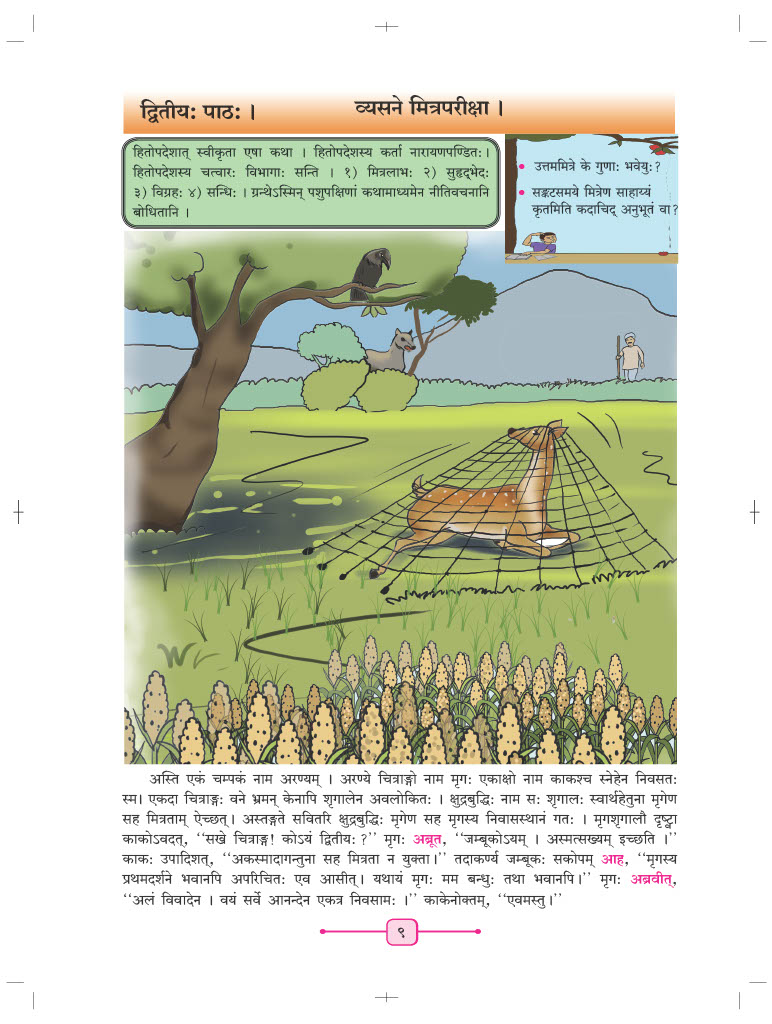 द्वितीयः पाठः ।
व्यसने मित्रपरीक्षा ।
हितोपदेशात् स्वीकृता एषा कथा । हितोपदेशस्य कर्ता नारायणपण्डितः।
हितोपदेशस्य चत्वारः विभागाः सन्ति । १) मित्रलाभः २) सुहृद्भेदः
३) विग्रहः ४) सन्धिः । ग्रन्थेऽस्मिन् पशुपक्षिणां कथामाध्यमेन नीतिवचनानि
बोधितानि ।
• उत्तममित्रे के गुणाः भवेयुः?
• सङ्कटसमये मित्रेण साहाय्यं
कृतमिति कदाचिद् अनुभूतं वा?
अस्ति एकं चम्पकं नाम अरण्यम् । अरण्ये चित्राङ्गो नाम मृगः एकाक्षो नाम काकश्च स्नेहेन निवसतः
स्म। एकदा चित्राङ्गः वने भ्रमन् केनापि शृगालेन अवलोकितः । क्षुद्रबुद्धिः नाम सः शृगालः स्वार्थहेतुना मृगेण
सह मित्रताम् ऐच्छत्। अस्तङ्गते सवितरि क्षुद्रबुद्धिः मृगेण सह मृगस्य निवासस्थानं गतः । मृगशृगालौ दृष्ट्वा
काकोऽवदत्, ‘‘सखे चित्राङ्ग! कोऽयं द्वितीयः?’’ मृगः अब्रूत, ‘‘जम्बूकोऽयम् । अस्मत्सख्यम् इच्छति ।’’
काकः उपादिशत्, ‘‘अकस्मादागन्तुना सह मित्रता न युक्ता।’’ तदाकर्ण्य जम्बूकः सकोपम् आह, ‘‘मृगस्य
प्रथमदर्शने भवानपि अपरिचितः एव आसीत्। यथायं मृगः मम बन्धुः तथा भवानपि।’’ मृगः अब्रवीत्,
‘‘अलं विवादेन । वयं सर्वे आनन्देन एकत्र निवसामः ।’’ काकेनोक्तम्, ‘‘एवमस्तु।’’
९